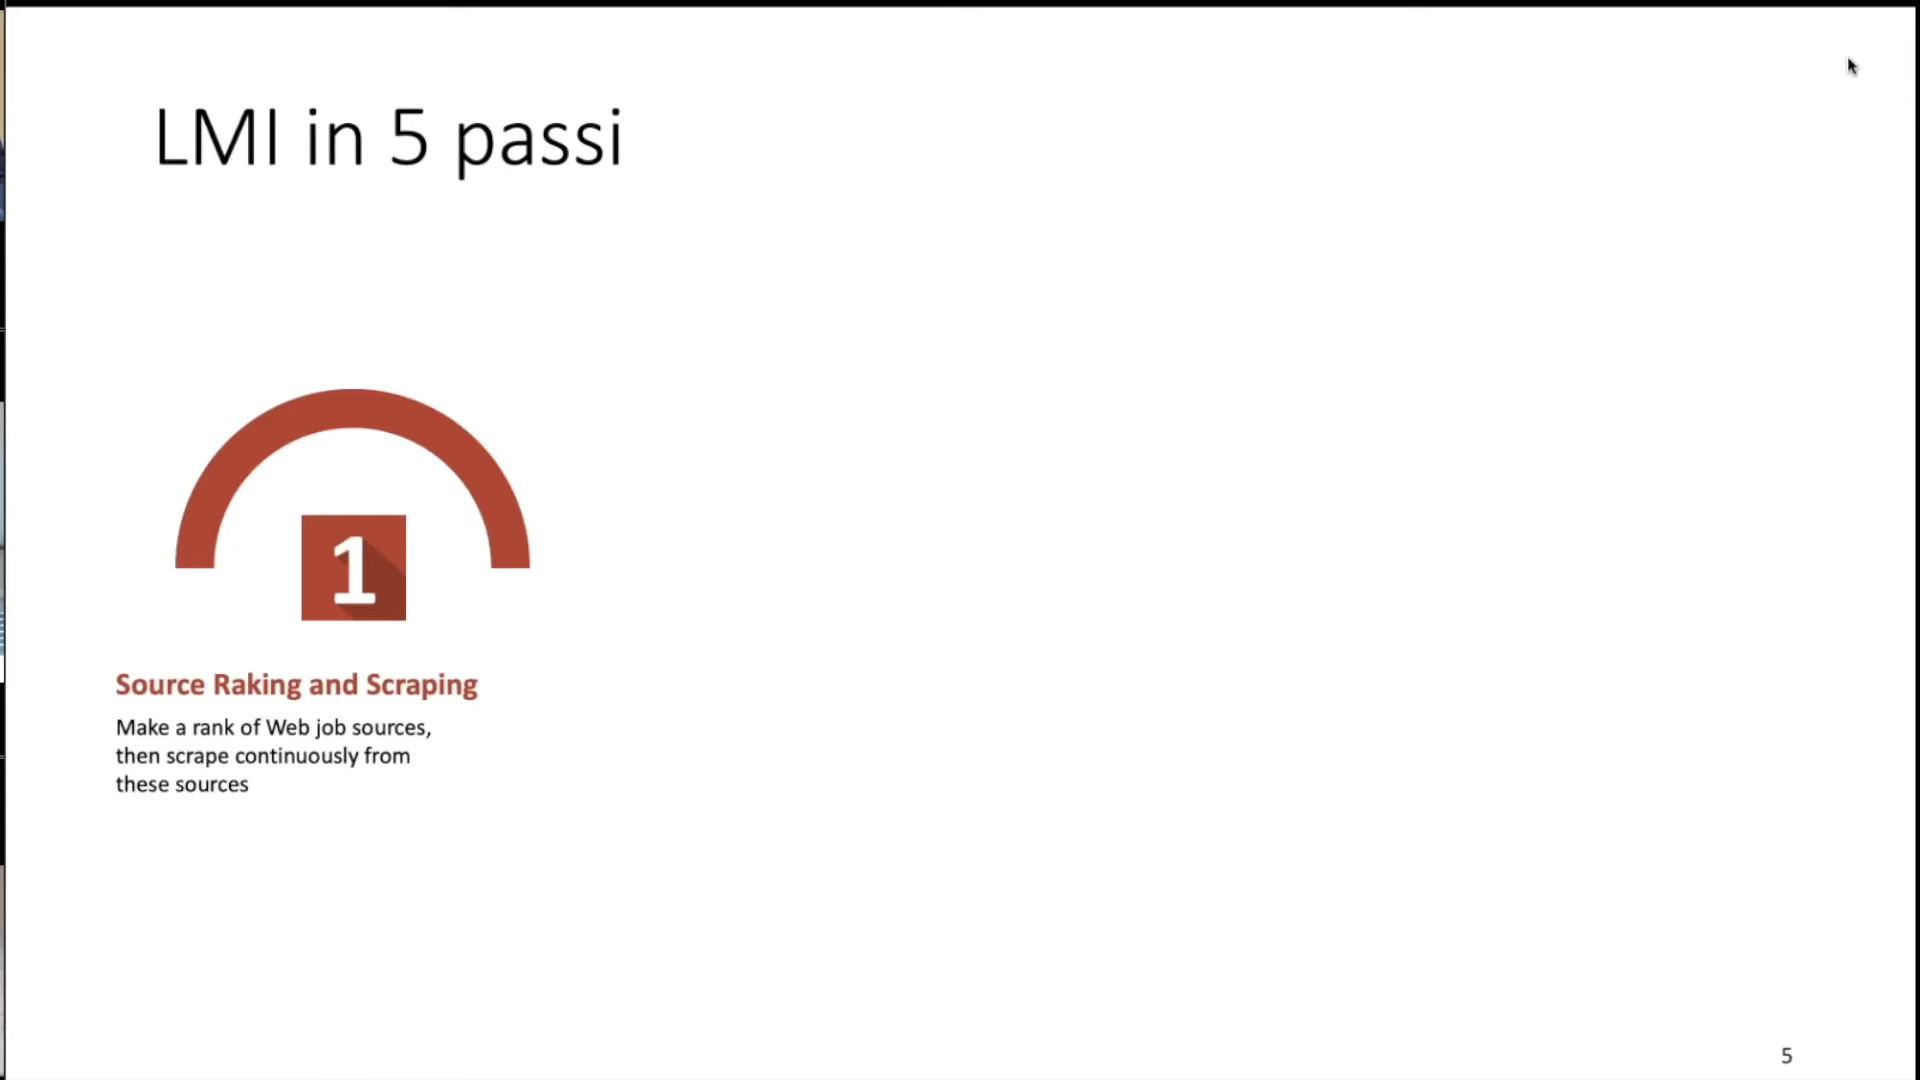 LMI in 5 passi
1
Source Raking and Scraping
Make a rank of Web job sources,
then scrape continuously from
these sources
5